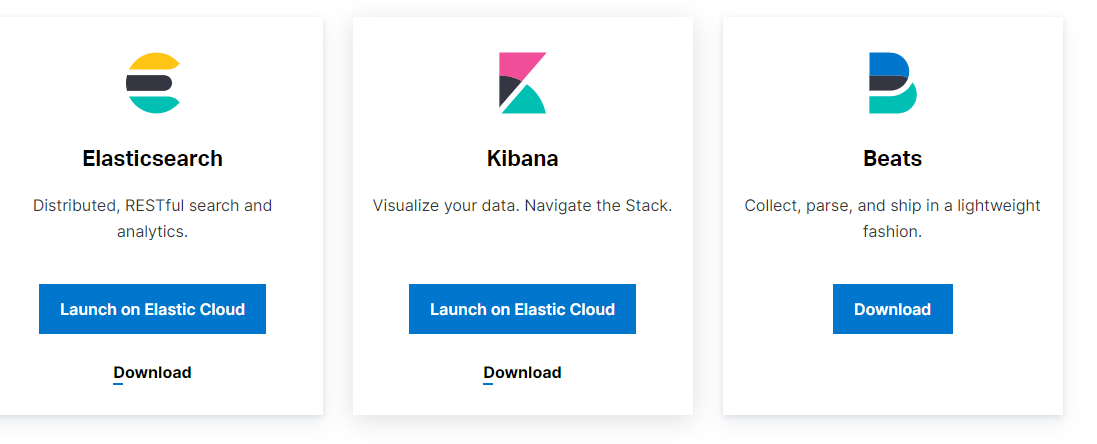 Elasticsearch
Distributed, RESTful search and
analytics.
Launch on Elastic Cloud
Download
Kibana
Visualize your data. Navigate the Stack.
Launch on Elastic Cloud
Download
Beats
Collect, parse, and ship in a lightweight
fashion.
Download